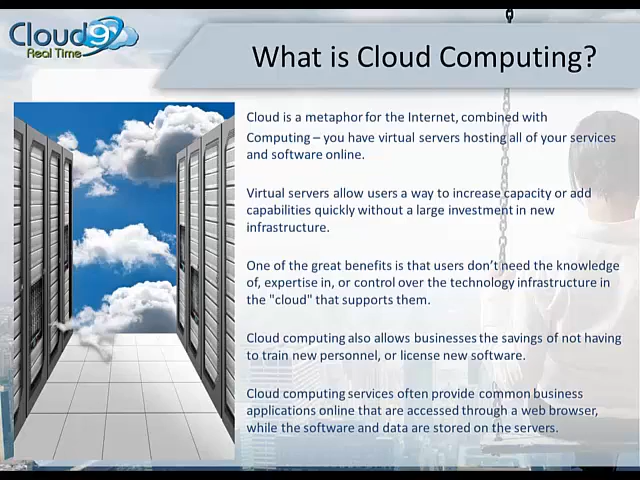 Cloud9
Real Time
What is Cloud Computing?
Cloud is a metaphor for the Internet, combined with
Computing – you have virtual servers hosting all of your services
and software online.
Virtual servers allow users a way to increase capacity or add
capabilities quickly without a large investment in new
infrastructure.
One of the great benefits is that users don’t need the knowledge
of, expertise in, or control over the technology infrastructure in
the "cloud" that supports them.
Cloud computing also allows businesses the savings of not having
to train new personnel, or license new software.
Cloud computing services often provide common business
applications online that are accessed through a web browser,
while the software and data are stored on the servers.